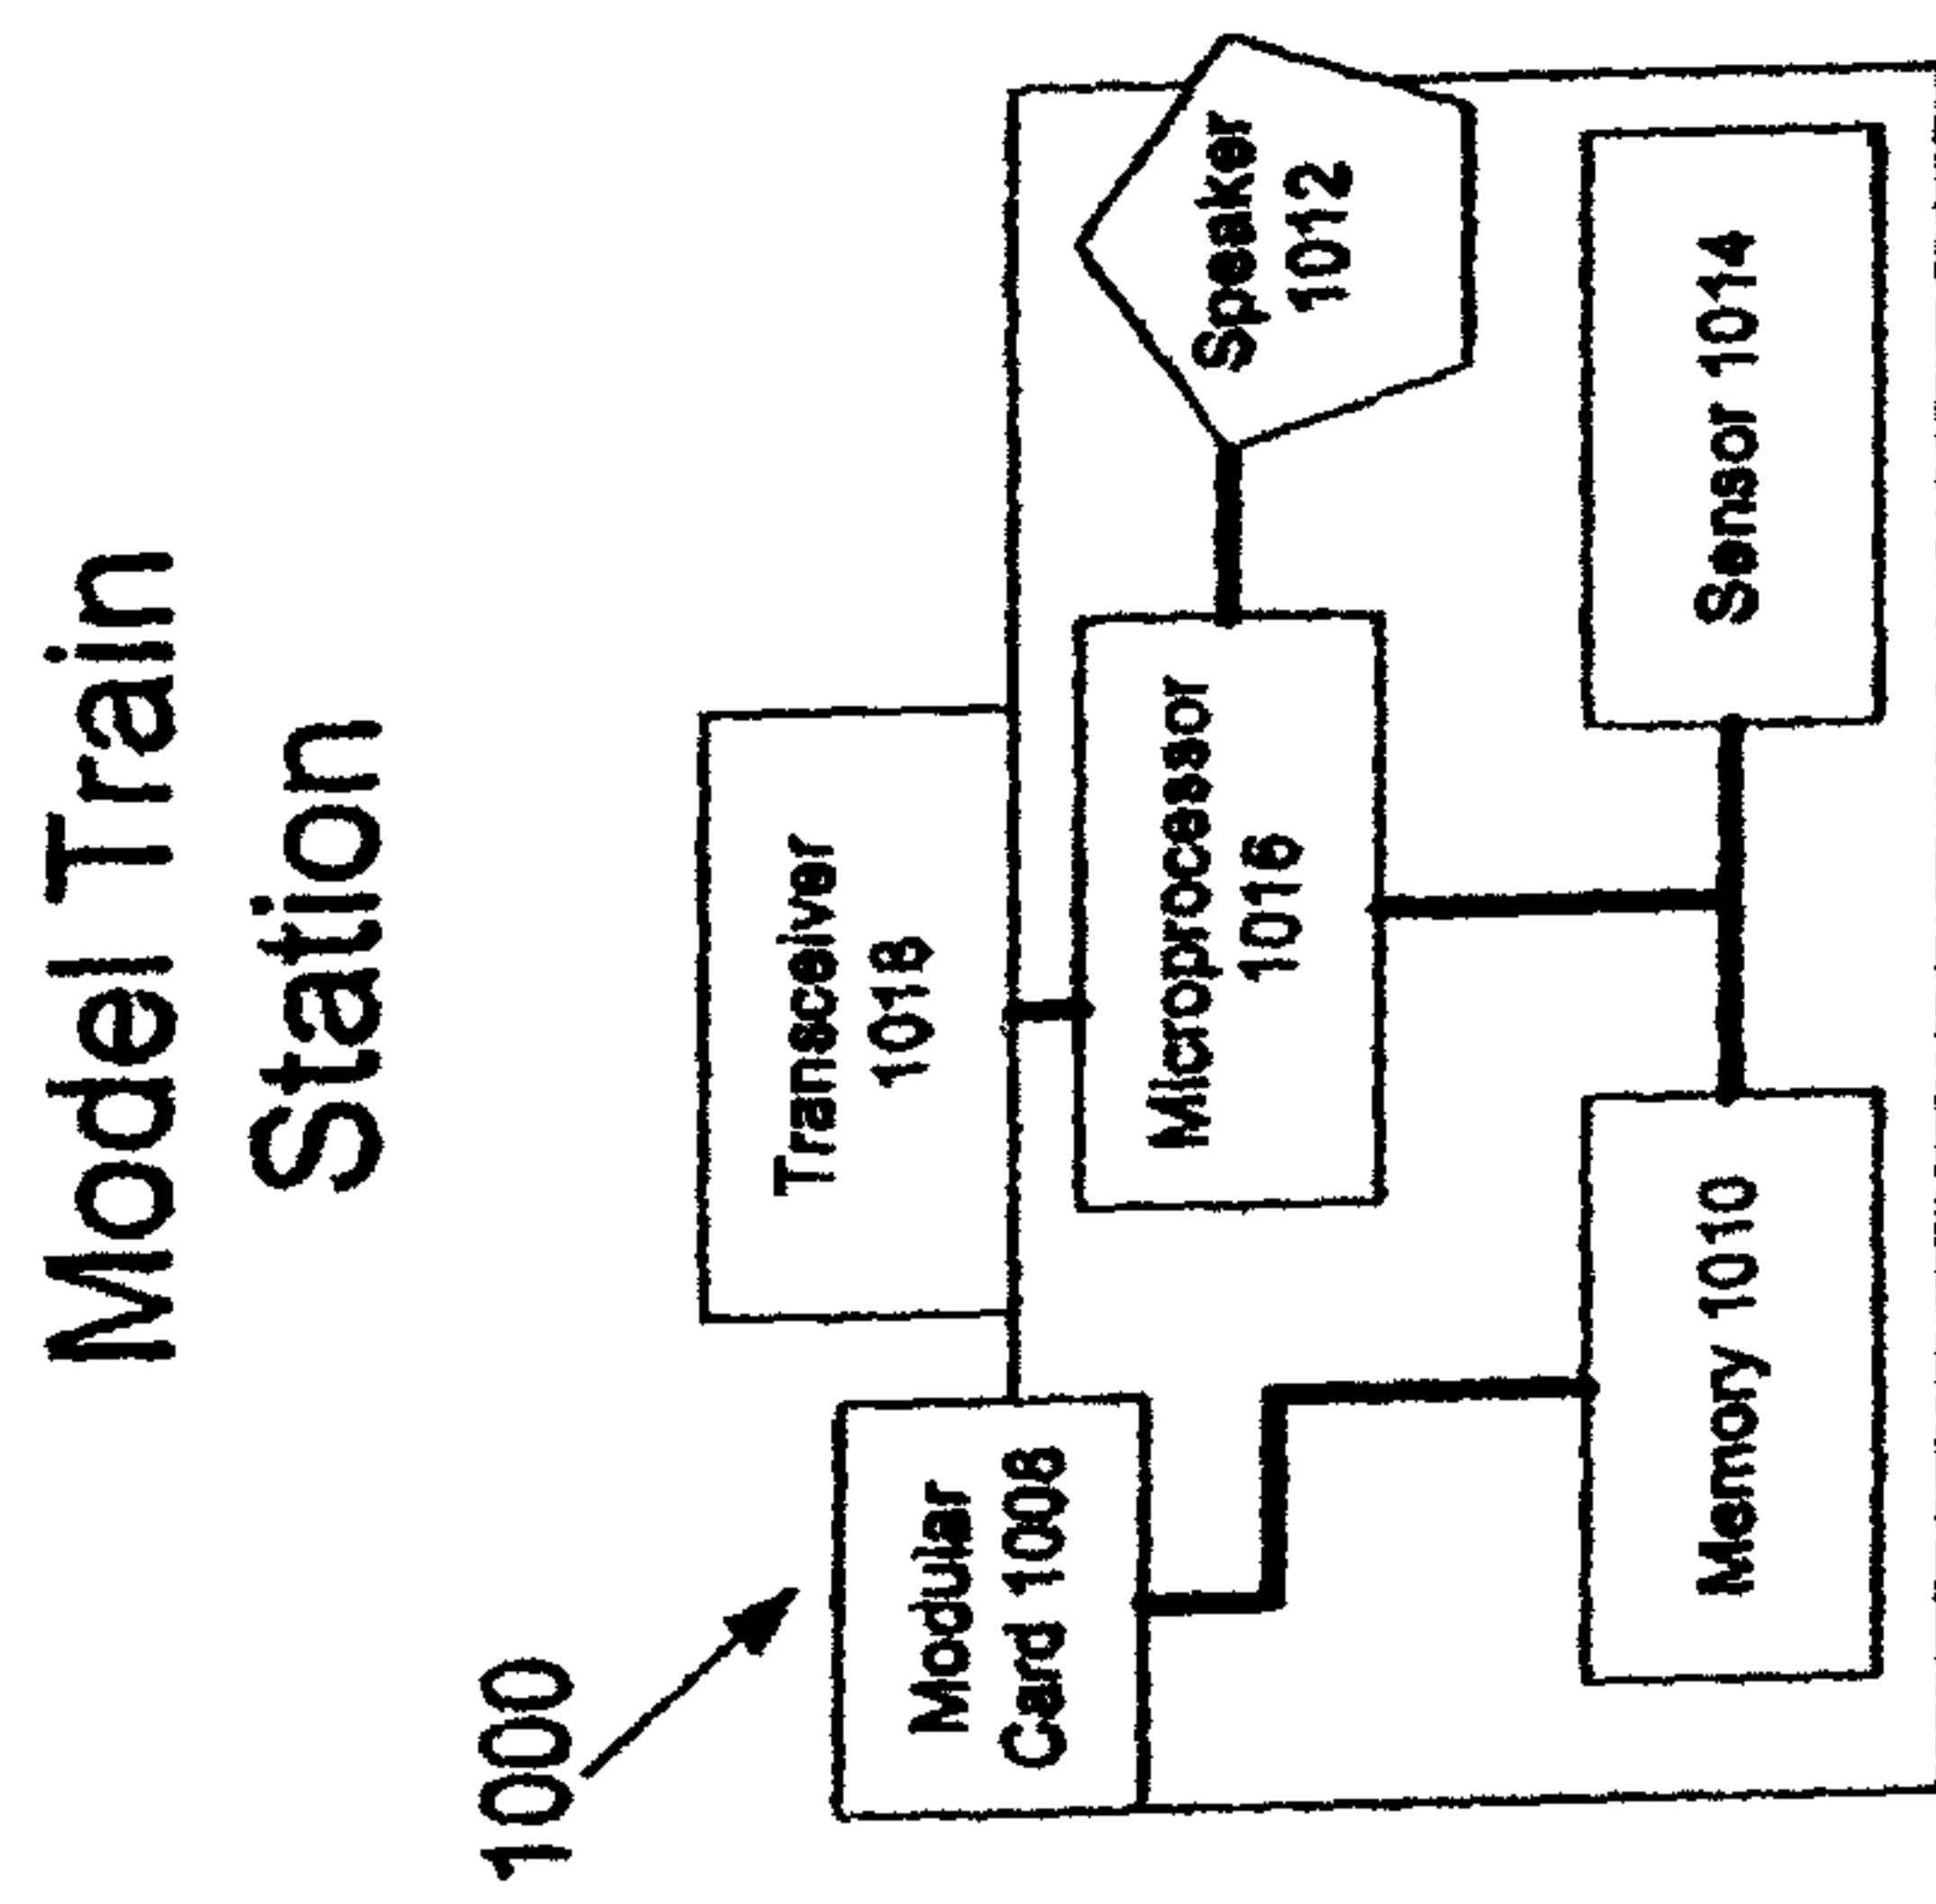 Model Train
Station
1000
Transceiver
1018
Modular
Card 1008
Microprocessor
1016
Speaker
1012
Memory 1010
Sensor 1014